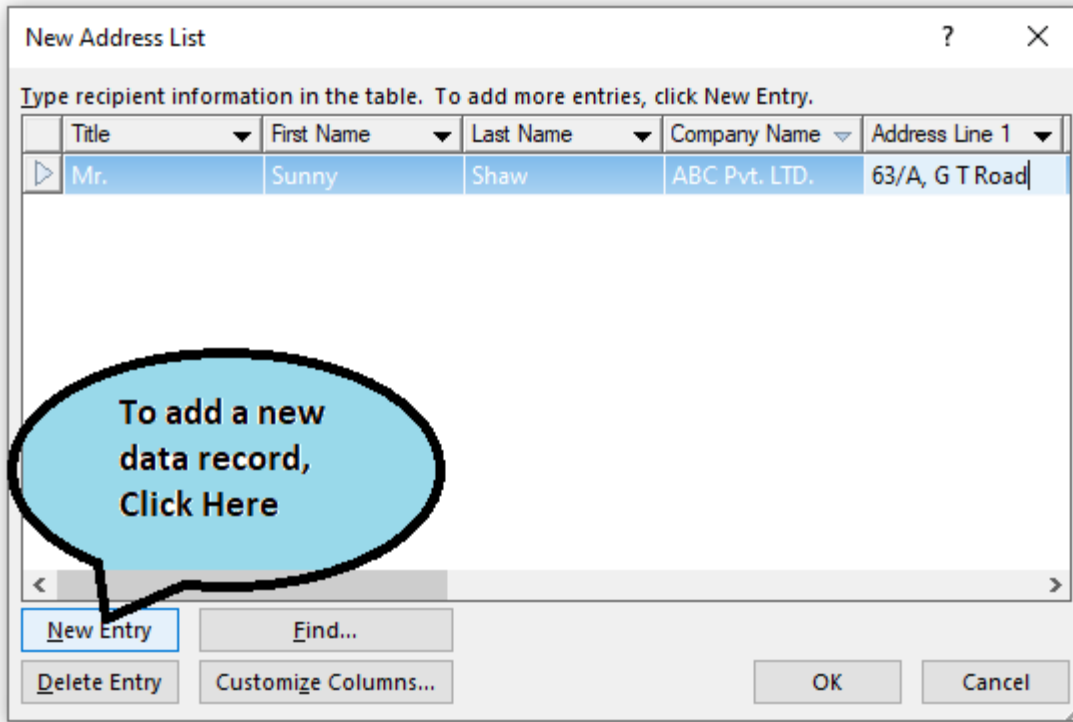 New Address List ?
Type recipient information in the table. To add more entries, click New Entry.
Title First Name Last Name Company Name Address Line 1
Mr. Sunny Shaw ABC Pvt. LTD. 63/A, G T Road
To add a new
data record,
Click Here
New Entry Find...
Delete Entry Customize Columns... OK Cancel